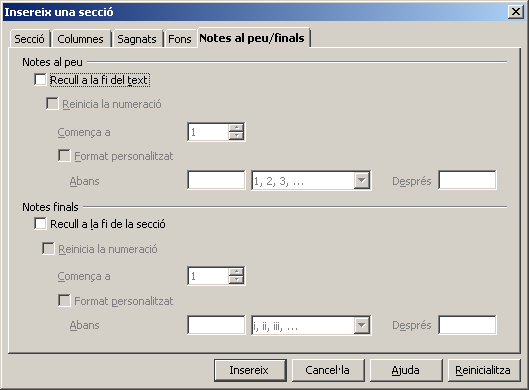 Insereix una secció
Secció Columnes Sagnats Fons Notes al peu/finals
Notes al peu
Recull a la fi del text
Reinicia la numeració
Comença a 1
Format personalitzat
Abans 1, 2, 3, ... Després
Notes finals
Recull a la fi de la secció
Reinicia la numeració
Comença a 1
Format personalitzat
Abans i, ii, iii, ... Després
Insereix Cancel·la Ajuda Reinicialitza